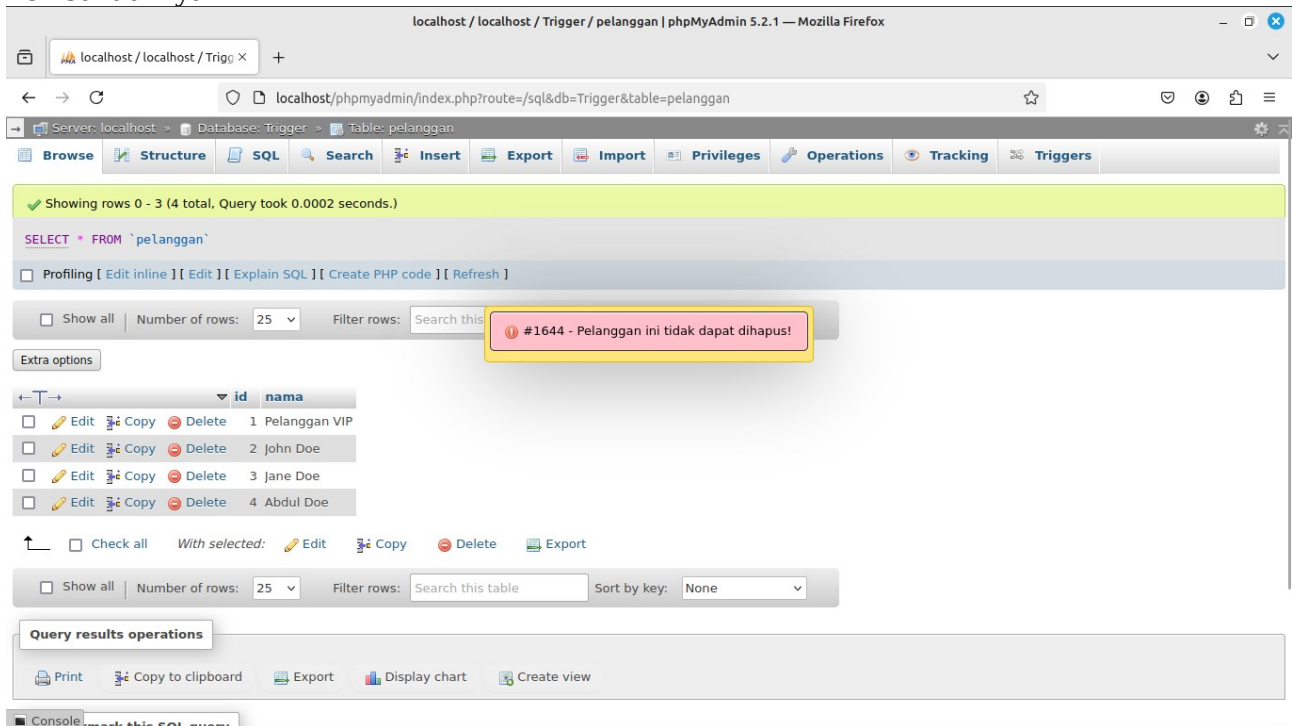 localhost / localhost / Trigger / pelanggan | phpMyAdmin 5.2.1 — Mozilla Firefox
localhost / localhost / Trigg
localhost/phpmyadmin/index.php?route=/sql&db=Trigger&table=pelanggan
Server: localhost » Database: Trigger » Table: pelanggan
Browse Structure SQL Search Insert Export Import Privileges Operations Tracking Triggers
Showing rows 0 - 3 (4 total, Query took 0.0002 seconds.)
SELECT * FROM `pelanggan`
Profiling [ Edit inline ] [ Edit ] [ Explain SQL ] [ Create PHP code ] [ Refresh ]
Show all | Number of rows: 25 Filter rows: Search this
#1644 - Pelanggan ini tidak dapat dihapus!
Extra options
id nama
Edit Copy Delete 1 Pelanggan VIP
Edit Copy Delete 2 John Doe
Edit Copy Delete 3 Jane Doe
Edit Copy Delete 4 Abdul Doe
Check all With selected: Edit Copy Delete Export
Show all | Number of rows: 25 Filter rows: Search this table Sort by key: None
Query results operations
Print Copy to clipboard Export Display chart Create view
Console